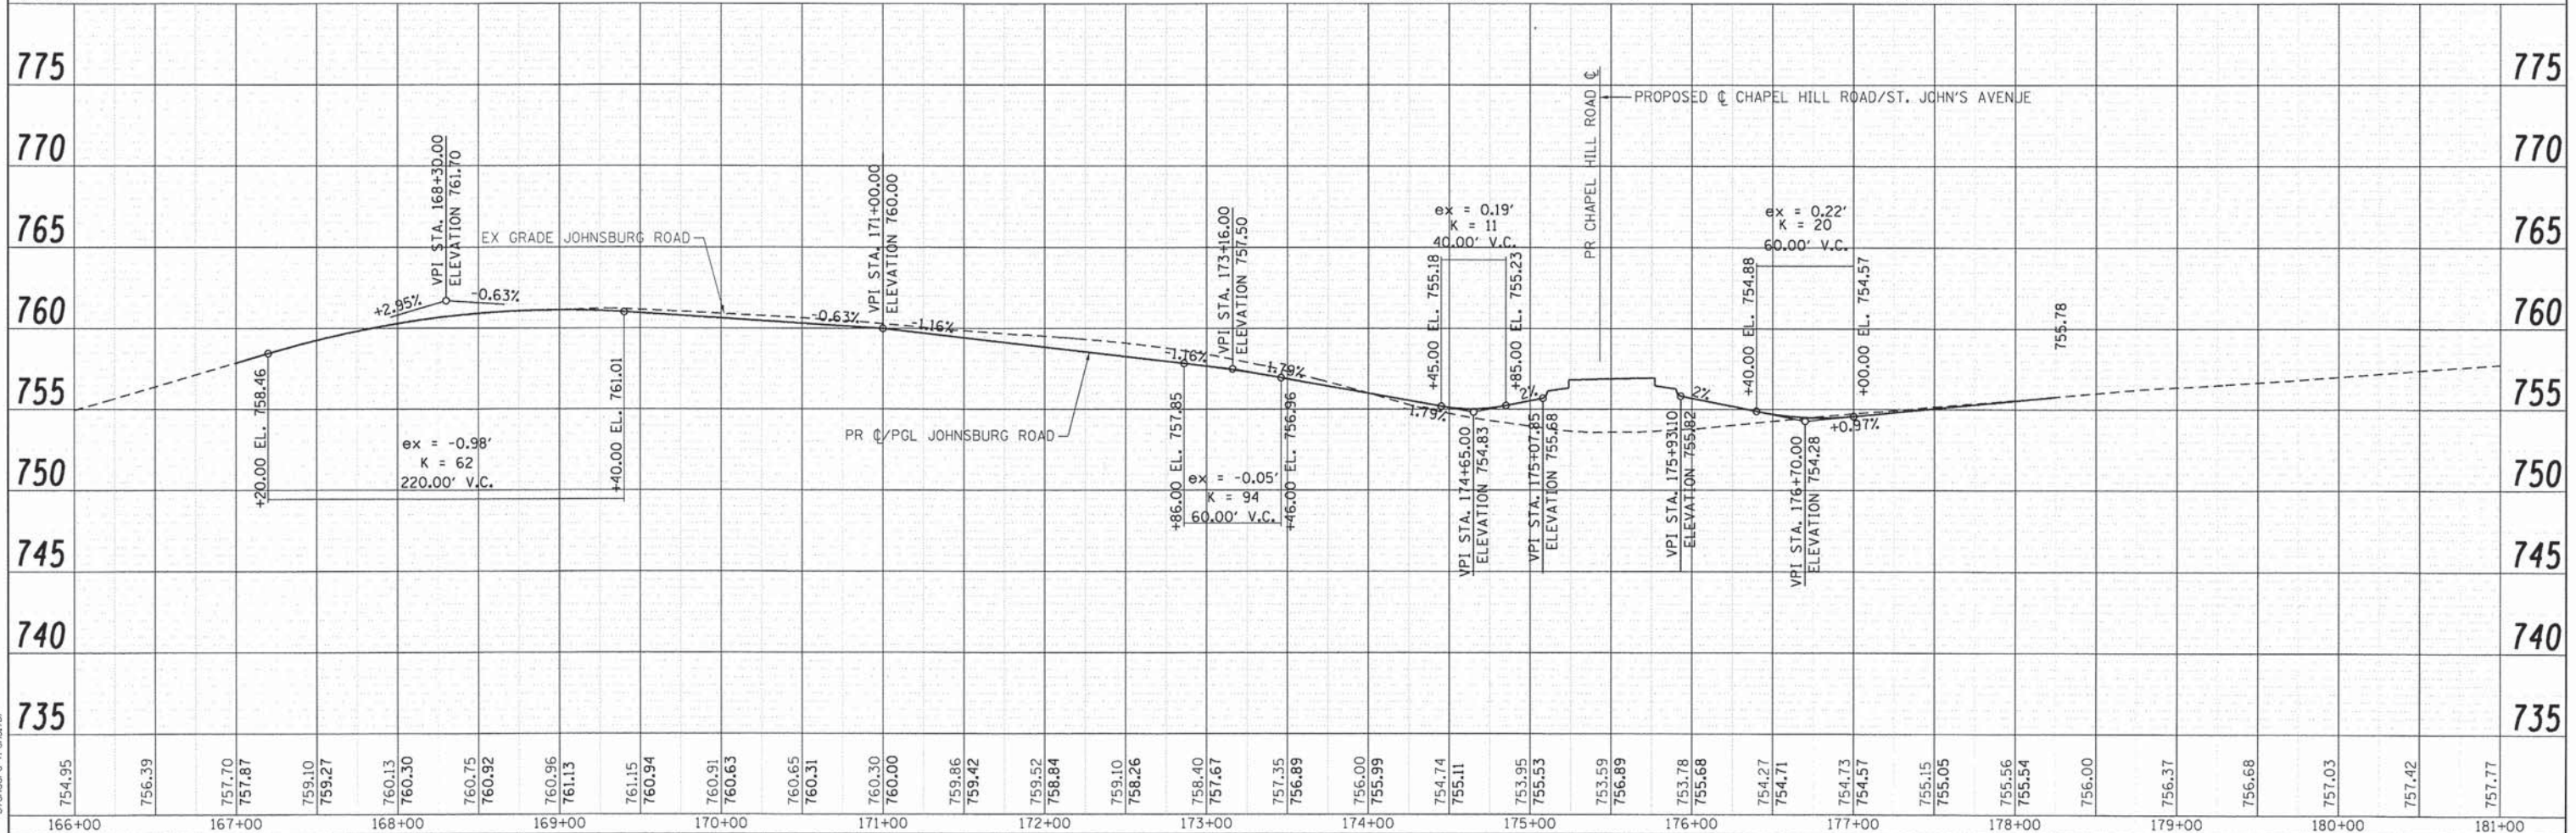 775
775
770
770
765
765
760
760
755
755
750
750
745
745
740
740
735
735
VPI STA. 168+30.00
ELEVATION 761.70
+2.95%
-0.63%
EX GRADE JOHNSBURG ROAD
+20.00 EL. 758.46
ex = -0.98'
K = 62
220.00' V.C.
+40.00 EL. 761.01
-0.63%
VPI STA. 171+00.00
ELEVATION 760.00
-1.16%
PR ℄/PGL JOHNSBURG ROAD
-1.16%
VPI STA. 173+16.00
ELEVATION 757.50
1.79%
+86.00 EL. 757.85
ex = -0.05'
K = 94
60.00' V.C.
+46.00 EL. 756.96
ex = 0.19'
K = 11
40.00' V.C.
+45.00 EL. 755.18
+85.00 EL. 755.23
1.79%
2%
VPI STA. 174+65.00
ELEVATION 754.83
VPI STA. 175+07.85
ELEVATION 755.68
PR CHAPEL HILL ROAD ℄
PROPOSED ℄ CHAPEL HILL ROAD/ST. JOHN'S AVENUE
2%
VPI STA. 175+93.10
ELEVATION 755.82
ex = 0.22'
K = 20
60.00' V.C.
+40.00 EL. 754.88
+00.00 EL. 754.57
+0.97%
VPI STA. 176+70.00
ELEVATION 754.28
755.78
754.95
756.39
757.70
757.87
759.10
759.27
760.13
760.30
760.75
760.92
760.96
761.13
761.15
760.94
760.91
760.63
760.65
760.31
760.30
760.00
759.86
759.42
759.52
758.84
759.10
758.26
758.40
757.67
757.35
756.89
756.00
755.99
754.74
755.11
753.95
755.53
753.59
756.89
753.78
755.68
754.27
754.71
754.73
754.57
755.15
755.05
755.56
755.54
756.00
756.37
756.68
757.03
757.42
757.77
166+00
167+00
168+00
169+00
170+00
171+00
172+00
173+00
174+00
175+00
176+00
177+00
178+00
179+00
180+00
181+00